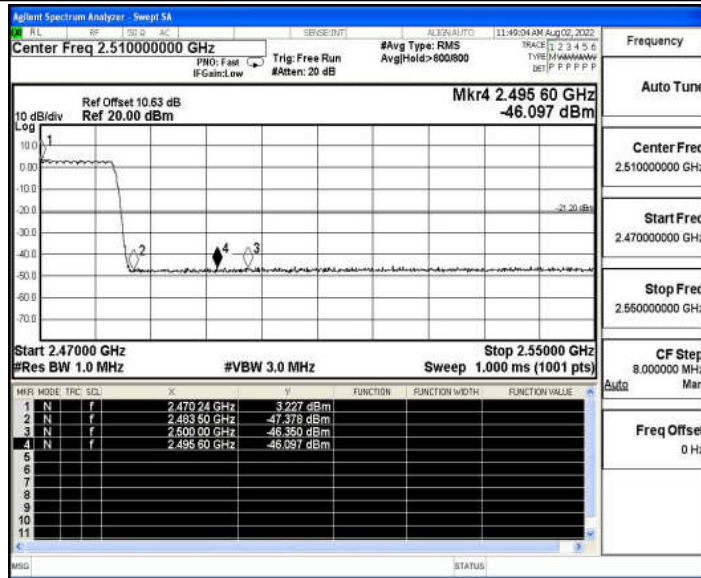 Agilent Spectrum Analyzer - Swept SA
RL RF 50 Ω AC SENSE:INT ALIGN AUTO 11:49:04 AM Aug 02, 2022
Center Freq 2.510000000 GHz
PNO: Fast
IFGain:Low
Trig: Free Run
#Atten: 20 dB
#Avg Type: RMS
Avg|Hold:>800/800
TRACE 1 2 3 4 5 6
TYPE
DET P P P P P P
Ref Offset 10.63 dB
Ref 20.00 dBm
10 dB/div
Log
Mkr4 2.495 60 GHz
-46.097 dBm
10.0
0.00
-10.0
-20.0
-30.0
-40.0
-50.0
-60.0
-70.0
1
2
4
3
-21.20 dBm
Start 2.47000 GHz
Stop 2.55000 GHz
#Res BW 1.0 MHz
#VBW 3.0 MHz
Sweep 1.000 ms (1001 pts)
MKR MODE TRC SCL X Y FUNCTION FUNCTION WIDTH FUNCTION VALUE
1 N f 2.470 24 GHz 3.227 dBm
2 N f 2.483 50 GHz -47.378 dBm
3 N f 2.500 00 GHz -46.350 dBm
4 N f 2.495 60 GHz -46.097 dBm
5
6
7
8
9
10
11
MSG
STATUS
Frequency
Auto Tune
Center Freq
2.510000000 GHz
Start Freq
2.470000000 GHz
Stop Freq
2.550000000 GHz
CF Step
8.000000 MHz
Auto Man
Freq Offset
0 Hz